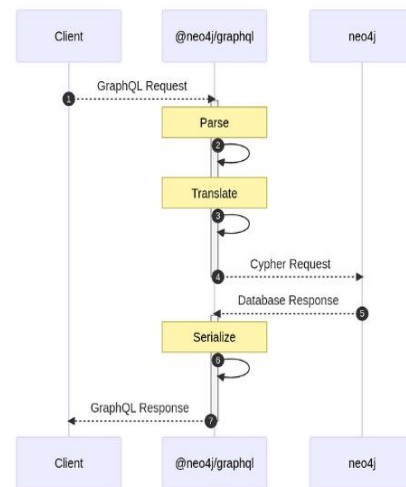 Client
@neo4j/graphql
neo4j
GraphQL Request
1
Parse
2
Translate
3
Cypher Request
4
Database Response
5
Serialize
6
GraphQL Response
7
Client
@neo4j/graphql
neo4j